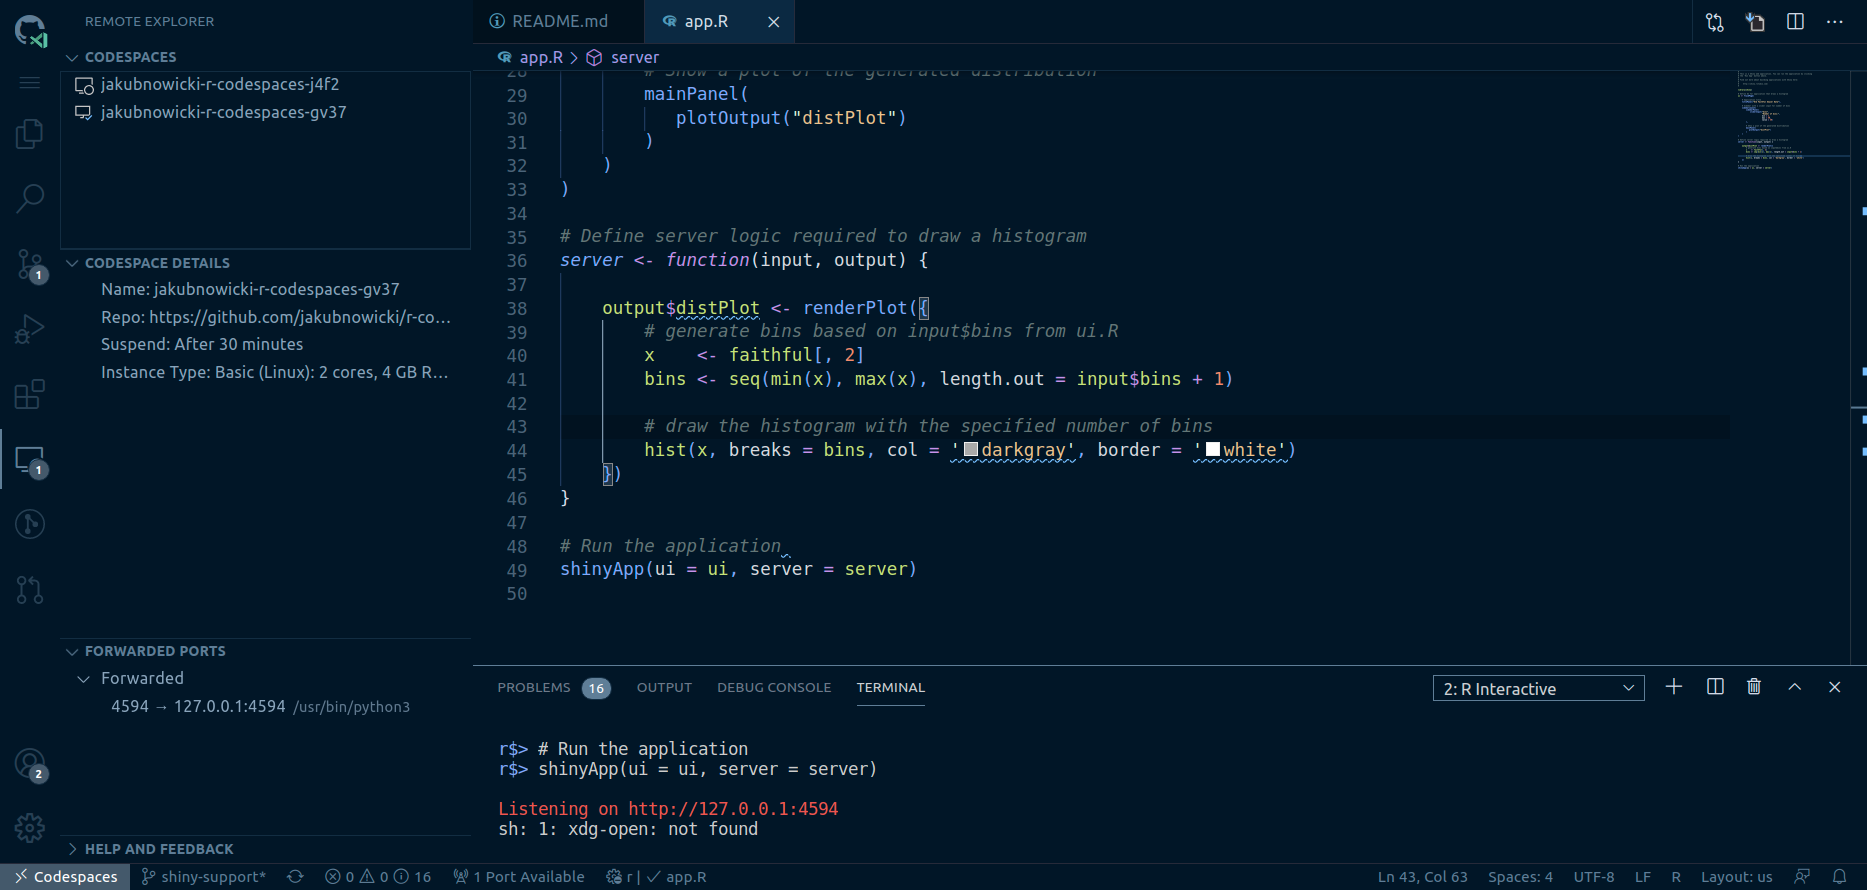 REMOTE EXPLORER
CODESPACES
jakubnowicki-r-codespaces-j4f2
jakubnowicki-r-codespaces-gv37
CODESPACE DETAILS
Name: jakubnowicki-r-codespaces-gv37
Repo: https://github.com/jakubnowicki/r-co...
Suspend: After 30 minutes
Instance Type: Basic (Linux): 2 cores, 4 GB R...
FORWARDED PORTS
Forwarded
4594 → 127.0.0.1:4594 /usr/bin/python3
HELP AND FEEDBACK
1
1
2
README.md
app.R
app.R > server
28 # Show a plot of the generated distribution
29 mainPanel(
30 plotOutput("distPlot")
31 )
32 )
33 )
34
35 # Define server logic required to draw a histogram
36 server <- function(input, output) {
37
38 output$distPlot <- renderPlot({
39 # generate bins based on input$bins from ui.R
40 x    <- faithful[, 2]
41 bins <- seq(min(x), max(x), length.out = input$bins + 1)
42
43 # draw the histogram with the specified number of bins
44 hist(x, breaks = bins, col = 'darkgray', border = 'white')
45 })
46 }
47
48 # Run the application
49 shinyApp(ui = ui, server = server)
50
PROBLEMS 16 OUTPUT DEBUG CONSOLE TERMINAL
2: R Interactive
r$> # Run the application
r$> shinyApp(ui = ui, server = server)
Listening on http://127.0.0.1:4594
sh: 1: xdg-open: not found
Codespaces shiny-support* 0 0 16 1 Port Available r | app.R Ln 43, Col 63 Spaces: 4 UTF-8 LF R Layout: us